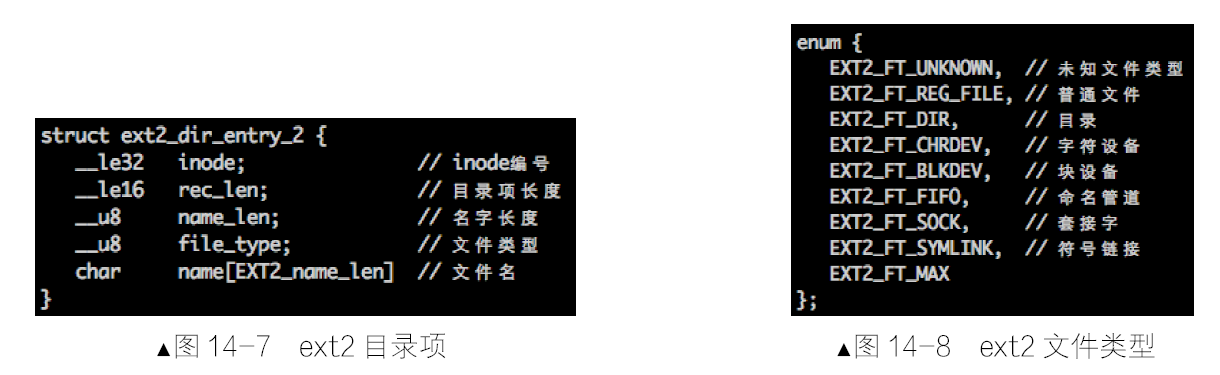 struct ext2_dir_entry_2 {
__le32 inode; // inode编号
__le16 rec_len; // 目录项长度
__u8 name_len; // 名字长度
__u8 file_type; // 文件类型
char name[EXT2_name_len] // 文件名
}
▲图 14-7 ext2 目录项
enum {
EXT2_FT_UNKNOWN, // 未知文件类型
EXT2_FT_REG_FILE, // 普通文件
EXT2_FT_DIR, // 目录
EXT2_FT_CHRDEV, // 字符设备
EXT2_FT_BLKDEV, // 块设备
EXT2_FT_FIFO, // 命名管道
EXT2_FT_SOCK, // 套接字
EXT2_FT_SYMLINK, // 符号链接
EXT2_FT_MAX
};
▲图 14-8 ext2 文件类型